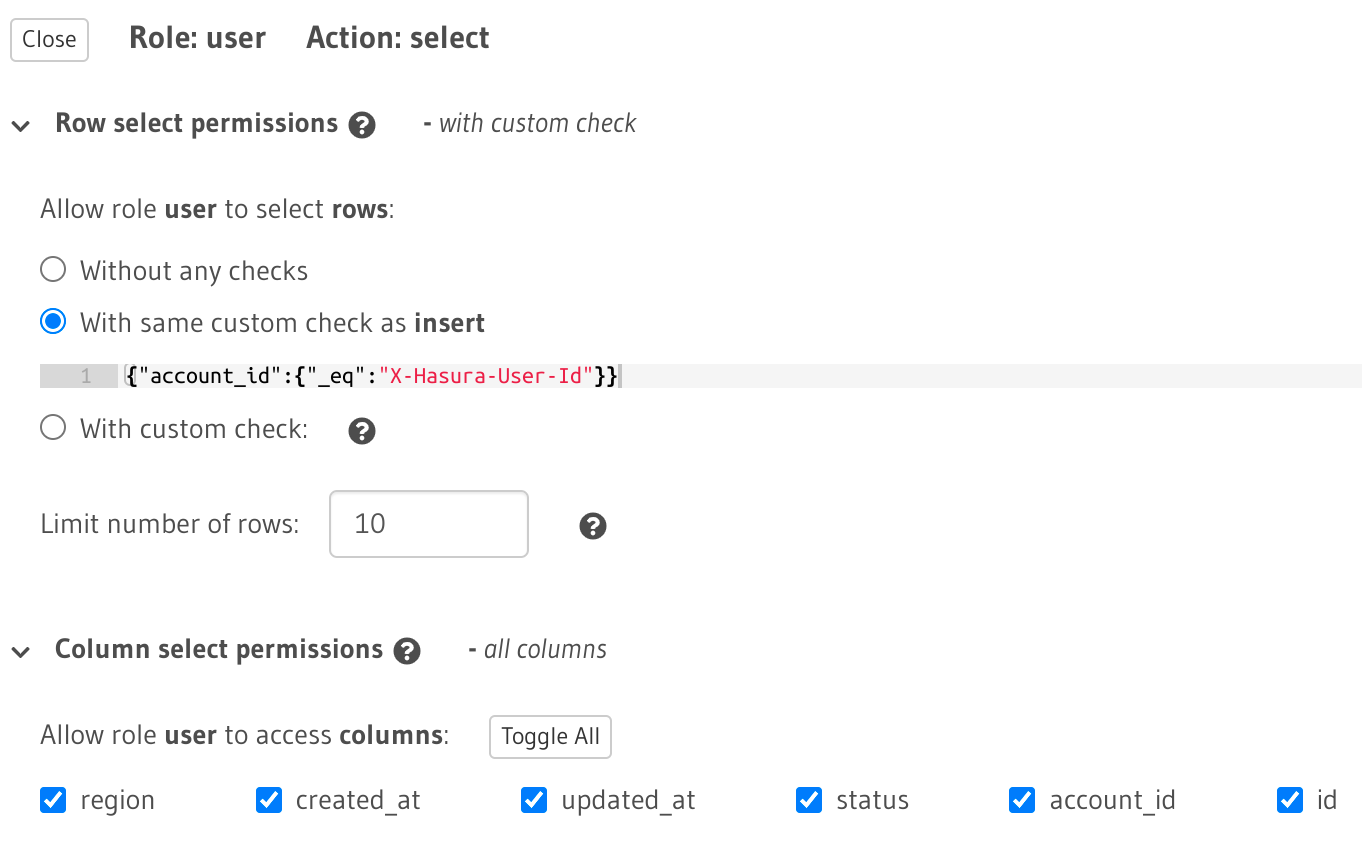 Close Role: user Action: select
Row select permissions ? - with custom check
Allow role user to select rows:
Without any checks
With same custom check as insert
1 {"account_id":{"_eq":"X-Hasura-User-Id"}}
With custom check: ?
Limit number of rows: 10 ?
Column select permissions ? - all columns
Allow role user to access columns: Toggle All
region created_at updated_at status account_id id